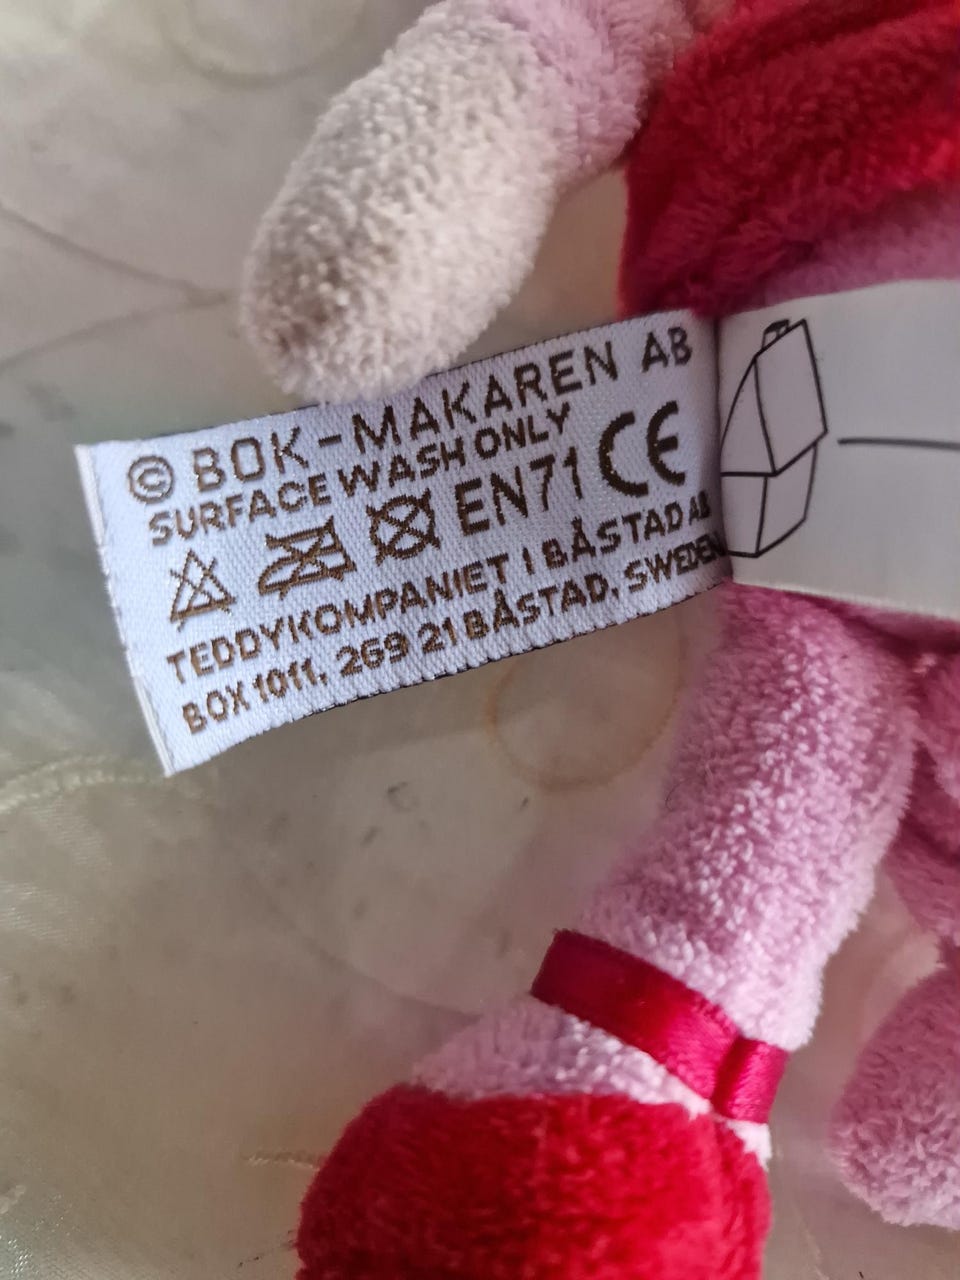 © BOK-MAKAREN AB
SURFACE WASH ONLY
EN71 CE
TEDDYKOMPANIET I BÅSTAD AB
BOX 1011, 269 21 BÅSTAD, SWEDEN